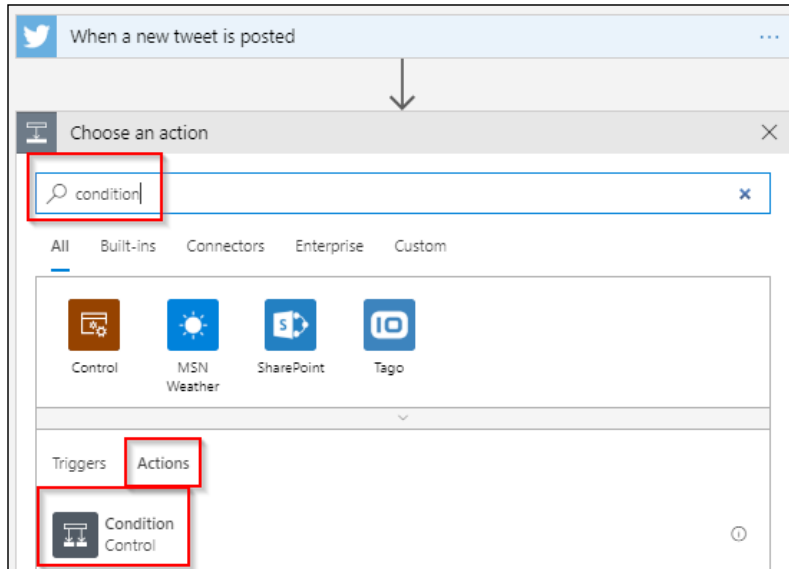 When a new tweet is posted
Choose an action
condition
All Built-ins Connectors Enterprise Custom
Control MSN Weather SharePoint Tago
Triggers Actions
Condition
Control